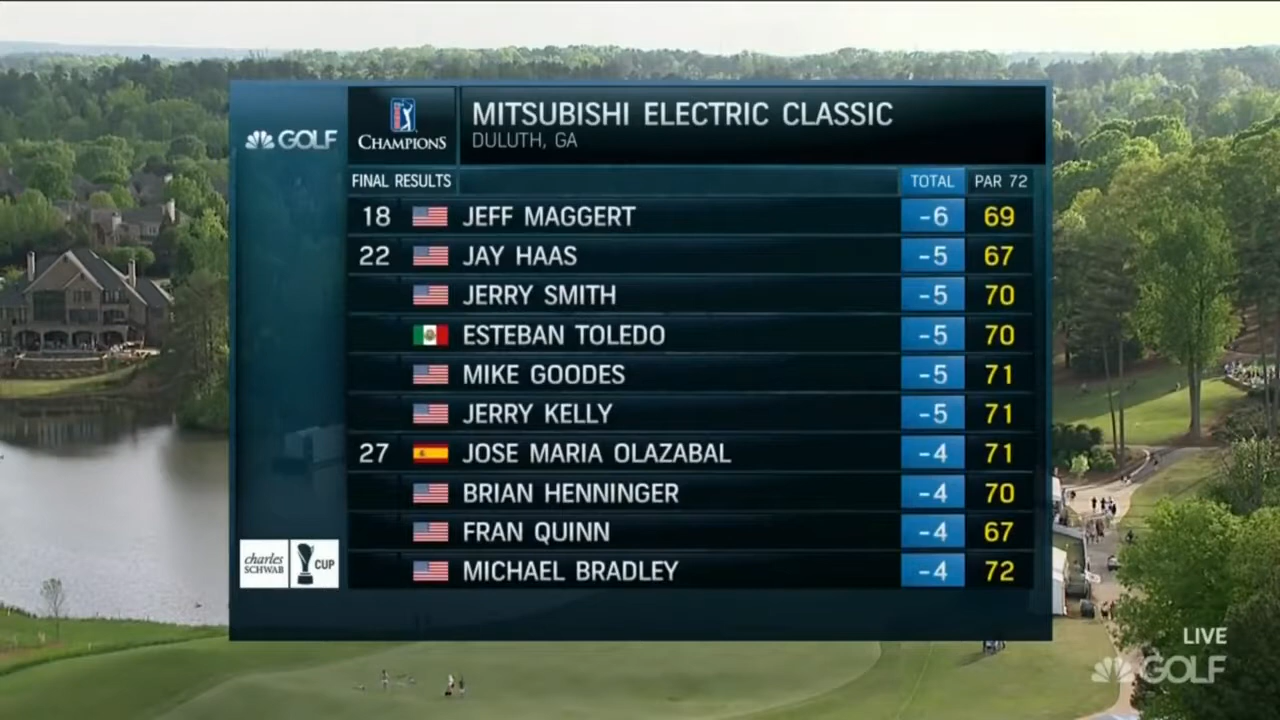 GOLF
PGA TOUR
CHAMPIONS
MITSUBISHI ELECTRIC CLASSIC
DULUTH, GA
FINAL RESULTS TOTAL PAR 72
18 JEFF MAGGERT -6 69
22 JAY HAAS -5 67
JERRY SMITH -5 70
ESTEBAN TOLEDO -5 70
MIKE GOODES -5 71
JERRY KELLY -5 71
27 JOSE MARIA OLAZABAL -4 71
BRIAN HENNINGER -4 70
FRAN QUINN -4 67
MICHAEL BRADLEY -4 72
charles
SCHWAB
CUP
LIVE
GOLF